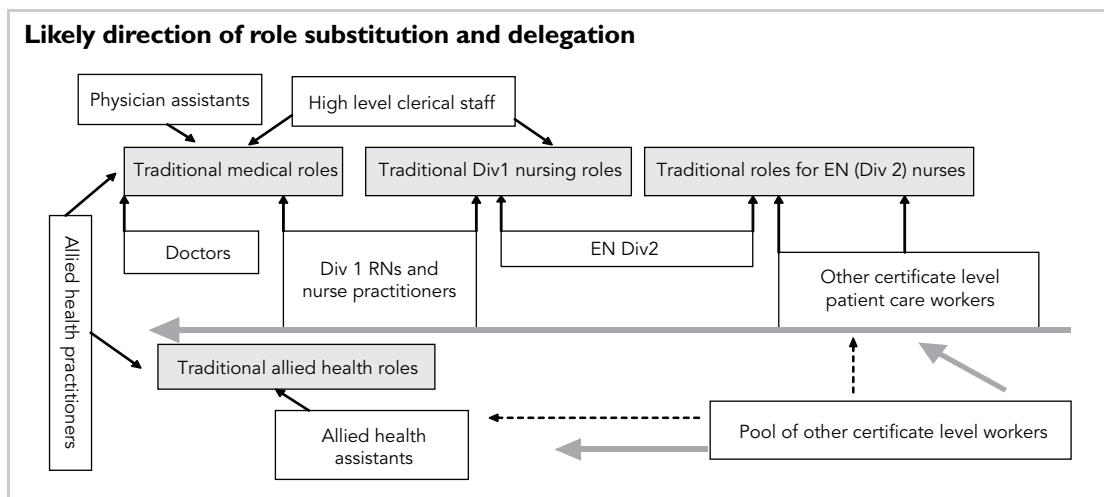 Likely direction of role substitution and delegation
Physician assistants
High level clerical staff
Traditional medical roles
Traditional Div1 nursing roles
Traditional roles for EN (Div 2) nurses
Allied health practitioners
Doctors
Div 1 RNs and
nurse practitioners
EN Div2
Other certificate level
patient care workers
Traditional allied health roles
Allied health
assistants
Pool of other certificate level workers